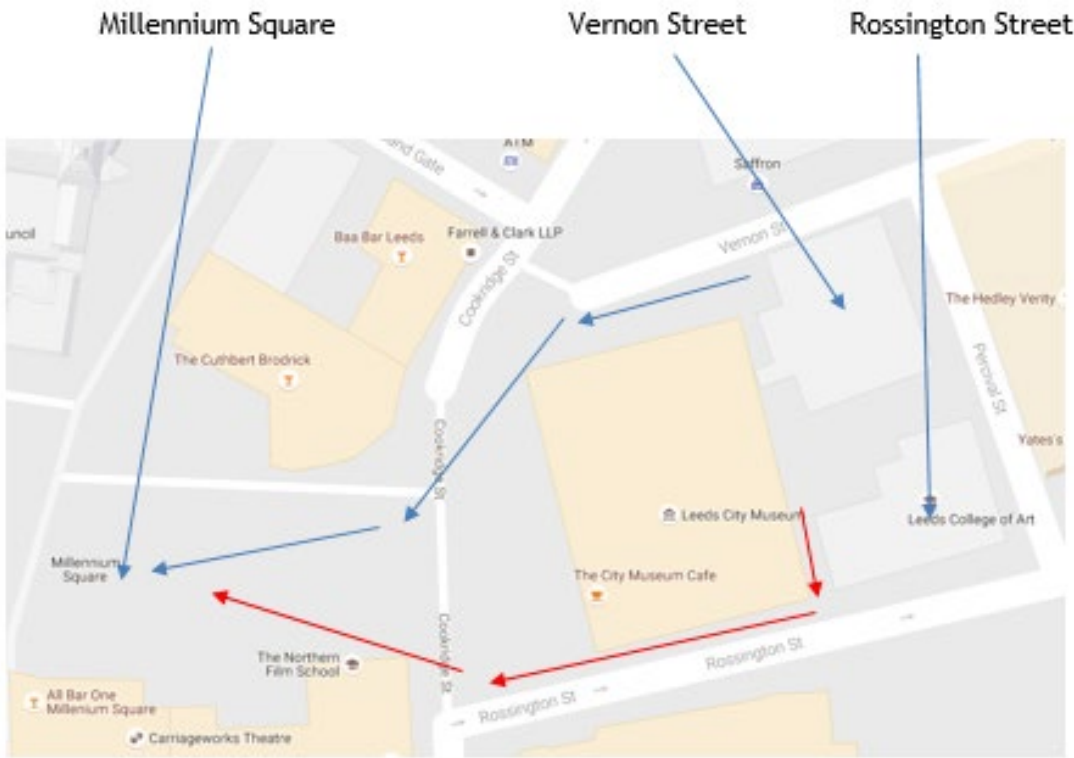 Millennium Square
Vernon Street
Rossington Street
ATM
and Gate
Saffron
uncil
Baa Bar Leeds
Farrell & Clark LLP
Vernon St
Cookridge St
The Hedley Verity
The Cuthbert Brodrick
Percival St
Cookridge St
Yates's
Leeds City Museum
Leeds College of Art
Millennium
Square
The City Museum Cafe
Cookridge St
The Northern
Film School
Rossington St
All Bar One
Millenium Square
Rossington St
Carriageworks Theatre